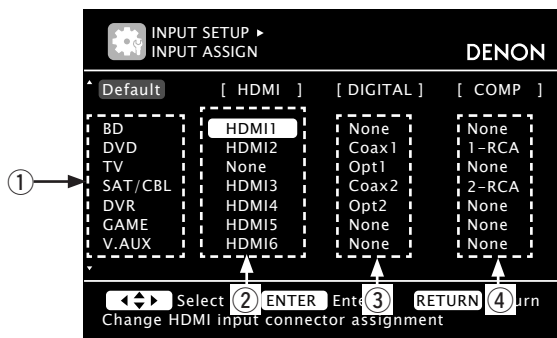 INPUT SETUP ▸
INPUT ASSIGN
DENON
Default [ HDMI ] [ DIGITAL ] [ COMP ]
BD HDMI1 None None
DVD HDMI2 Coax1 1-RCA
TV None Opt1 None
SAT/CBL HDMI3 Coax2 2-RCA
DVR HDMI4 Opt2 None
GAME HDMI5 None None
V.AUX HDMI6 None None
1
2 3 4
Select ENTER RETURN
Change HDMI input connector assignment